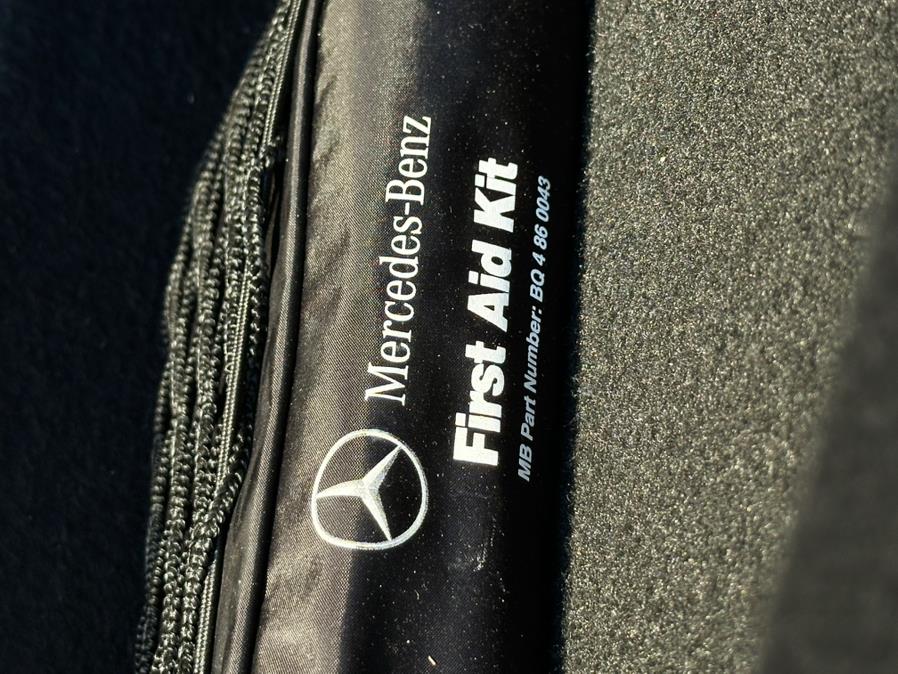 Mercedes-Benz
First Aid Kit
MB Part Number: BQ 4 86 0043